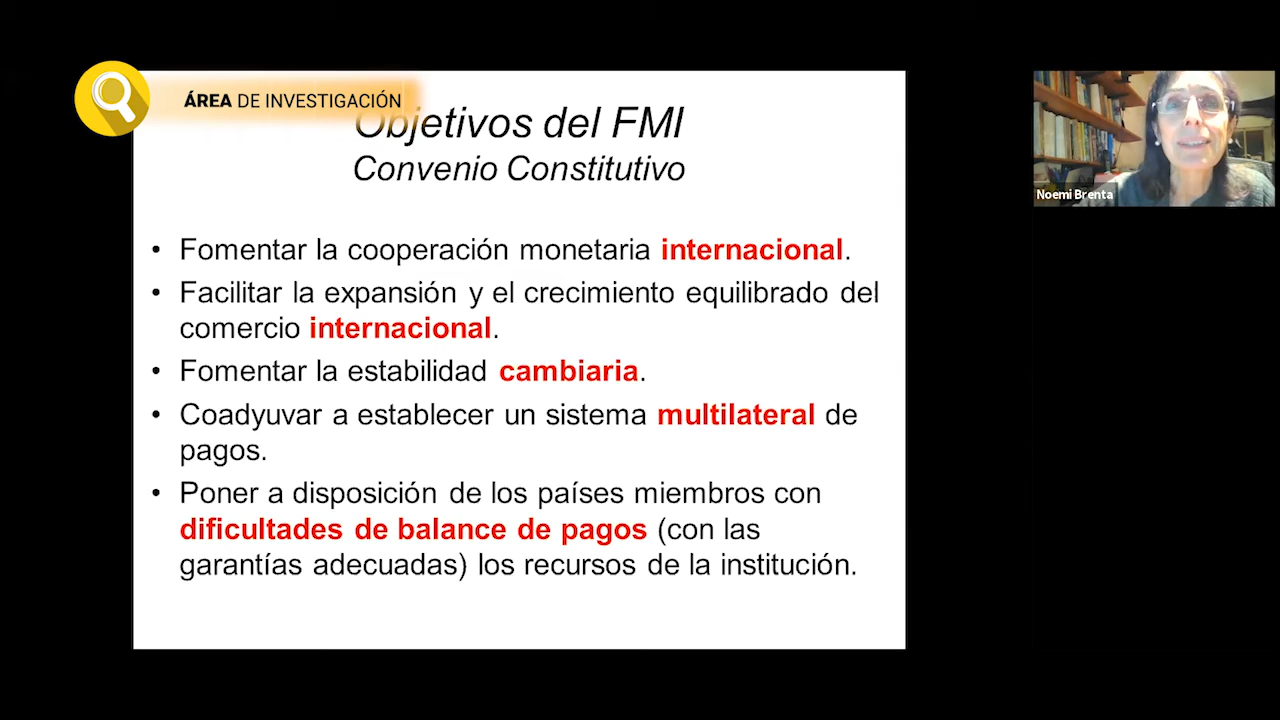 ÁREA DE INVESTIGACIÓN
Objetivos del FMI
Convenio Constitutivo
• Fomentar la cooperación monetaria internacional.
• Facilitar la expansión y el crecimiento equilibrado del
comercio internacional.
• Fomentar la estabilidad cambiaria.
• Coadyuvar a establecer un sistema multilateral de
pagos.
• Poner a disposición de los países miembros con
dificultades de balance de pagos (con las
garantías adecuadas) los recursos de la institución.
Noemi Brenta